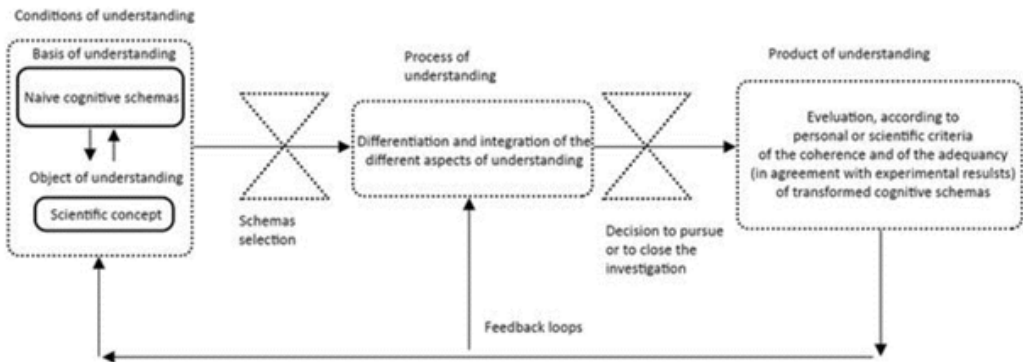 Conditions of understanding
Basis of understanding
Naive cognitive schemas
Object of understanding
Scientific concept
Schemas
selection
Process of
understanding
Differentiation and integration of the
different aspects of understanding
Decision to pursue
or to close the
investigation
Product of understanding
Evaluation, according to
personal or scientific criteria
of the coherence and of the adequancy
(in agreement with experimental resulsts)
of transformed cognitive schemas
Feedback loops